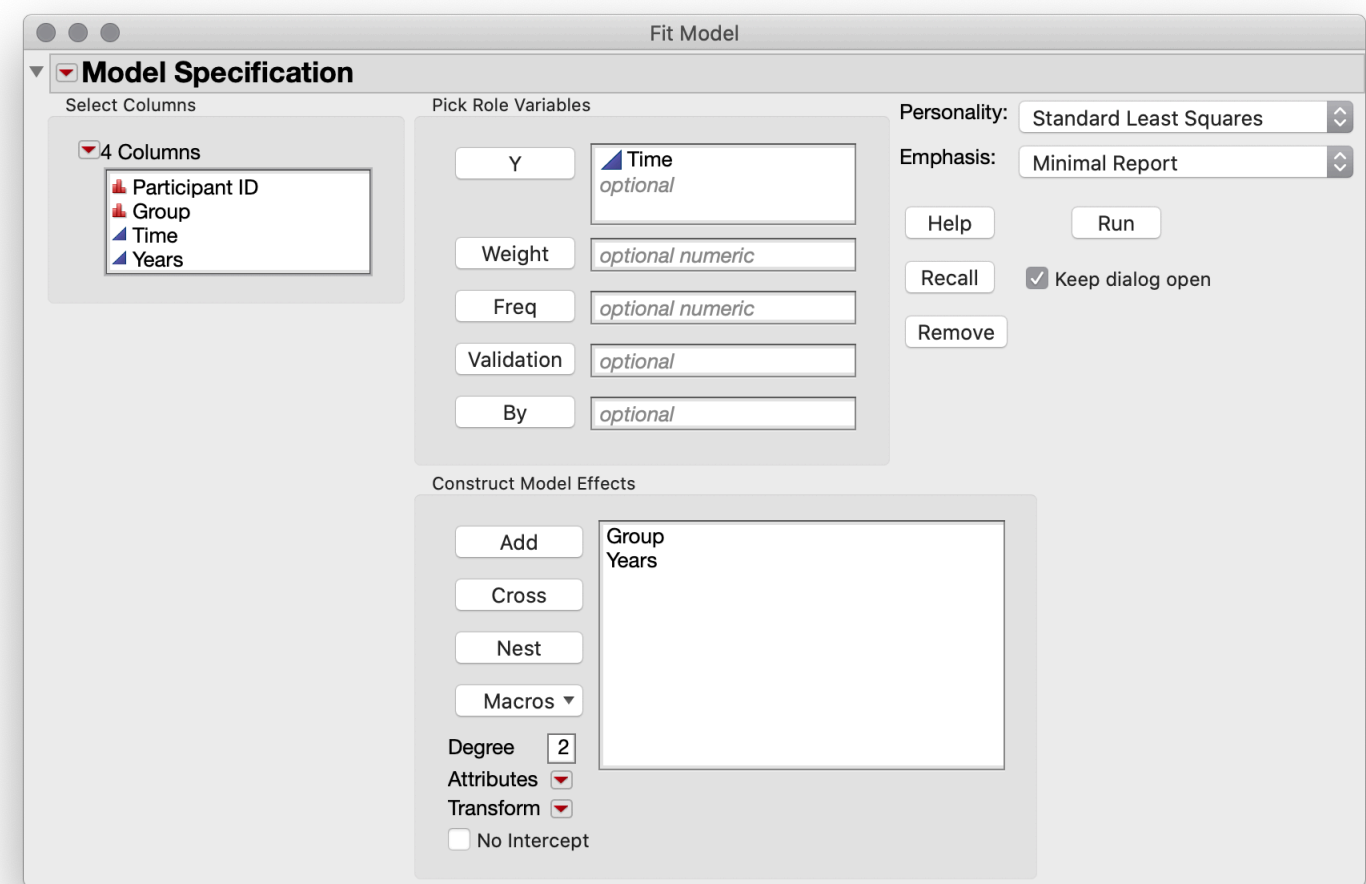 Fit Model
Model Specification
Select Columns
4 Columns
Participant ID
Group
Time
Years
Pick Role Variables
Y
Time
optional
Weight
optional numeric
Freq
optional numeric
Validation
optional
By
optional
Personality:
Standard Least Squares
Emphasis:
Minimal Report
Help
Run
Recall
Keep dialog open
Remove
Construct Model Effects
Add
Cross
Nest
Macros
Group
Years
Degree 2
Attributes
Transform
No Intercept